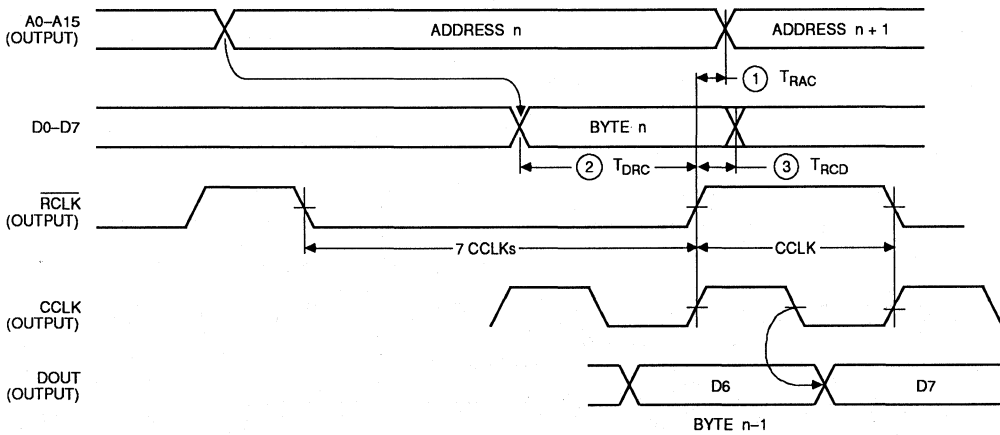 A0–A15
(OUTPUT)
ADDRESS n
ADDRESS n + 1
1 TRAC
D0–D7
BYTE n
2 TDRC
3 TRCD
RCLK
(OUTPUT)
7 CCLKs
CCLK
CCLK
(OUTPUT)
DOUT
(OUTPUT)
D6
D7
BYTE n–1